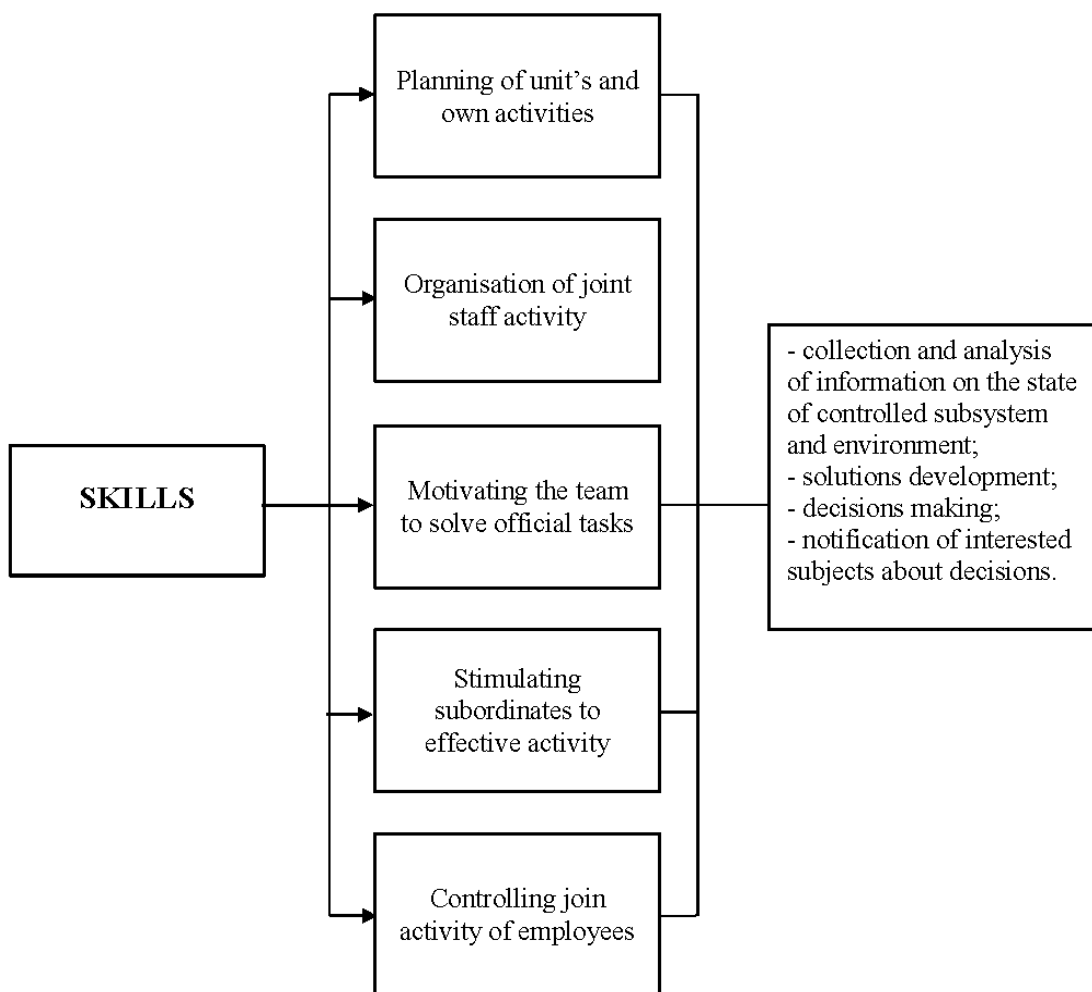 Planning of unit's and
own activities
Organisation of joint
staff activity
SKILLS
Motivating the team
to solve official tasks
Stimulating
subordinates to
effective activity
Controlling join
activity of employees
- collection and analysis
of information on the state
of controlled subsystem
and environment;
- solutions development;
- decisions making;
- notification of interested
subjects about decisions.